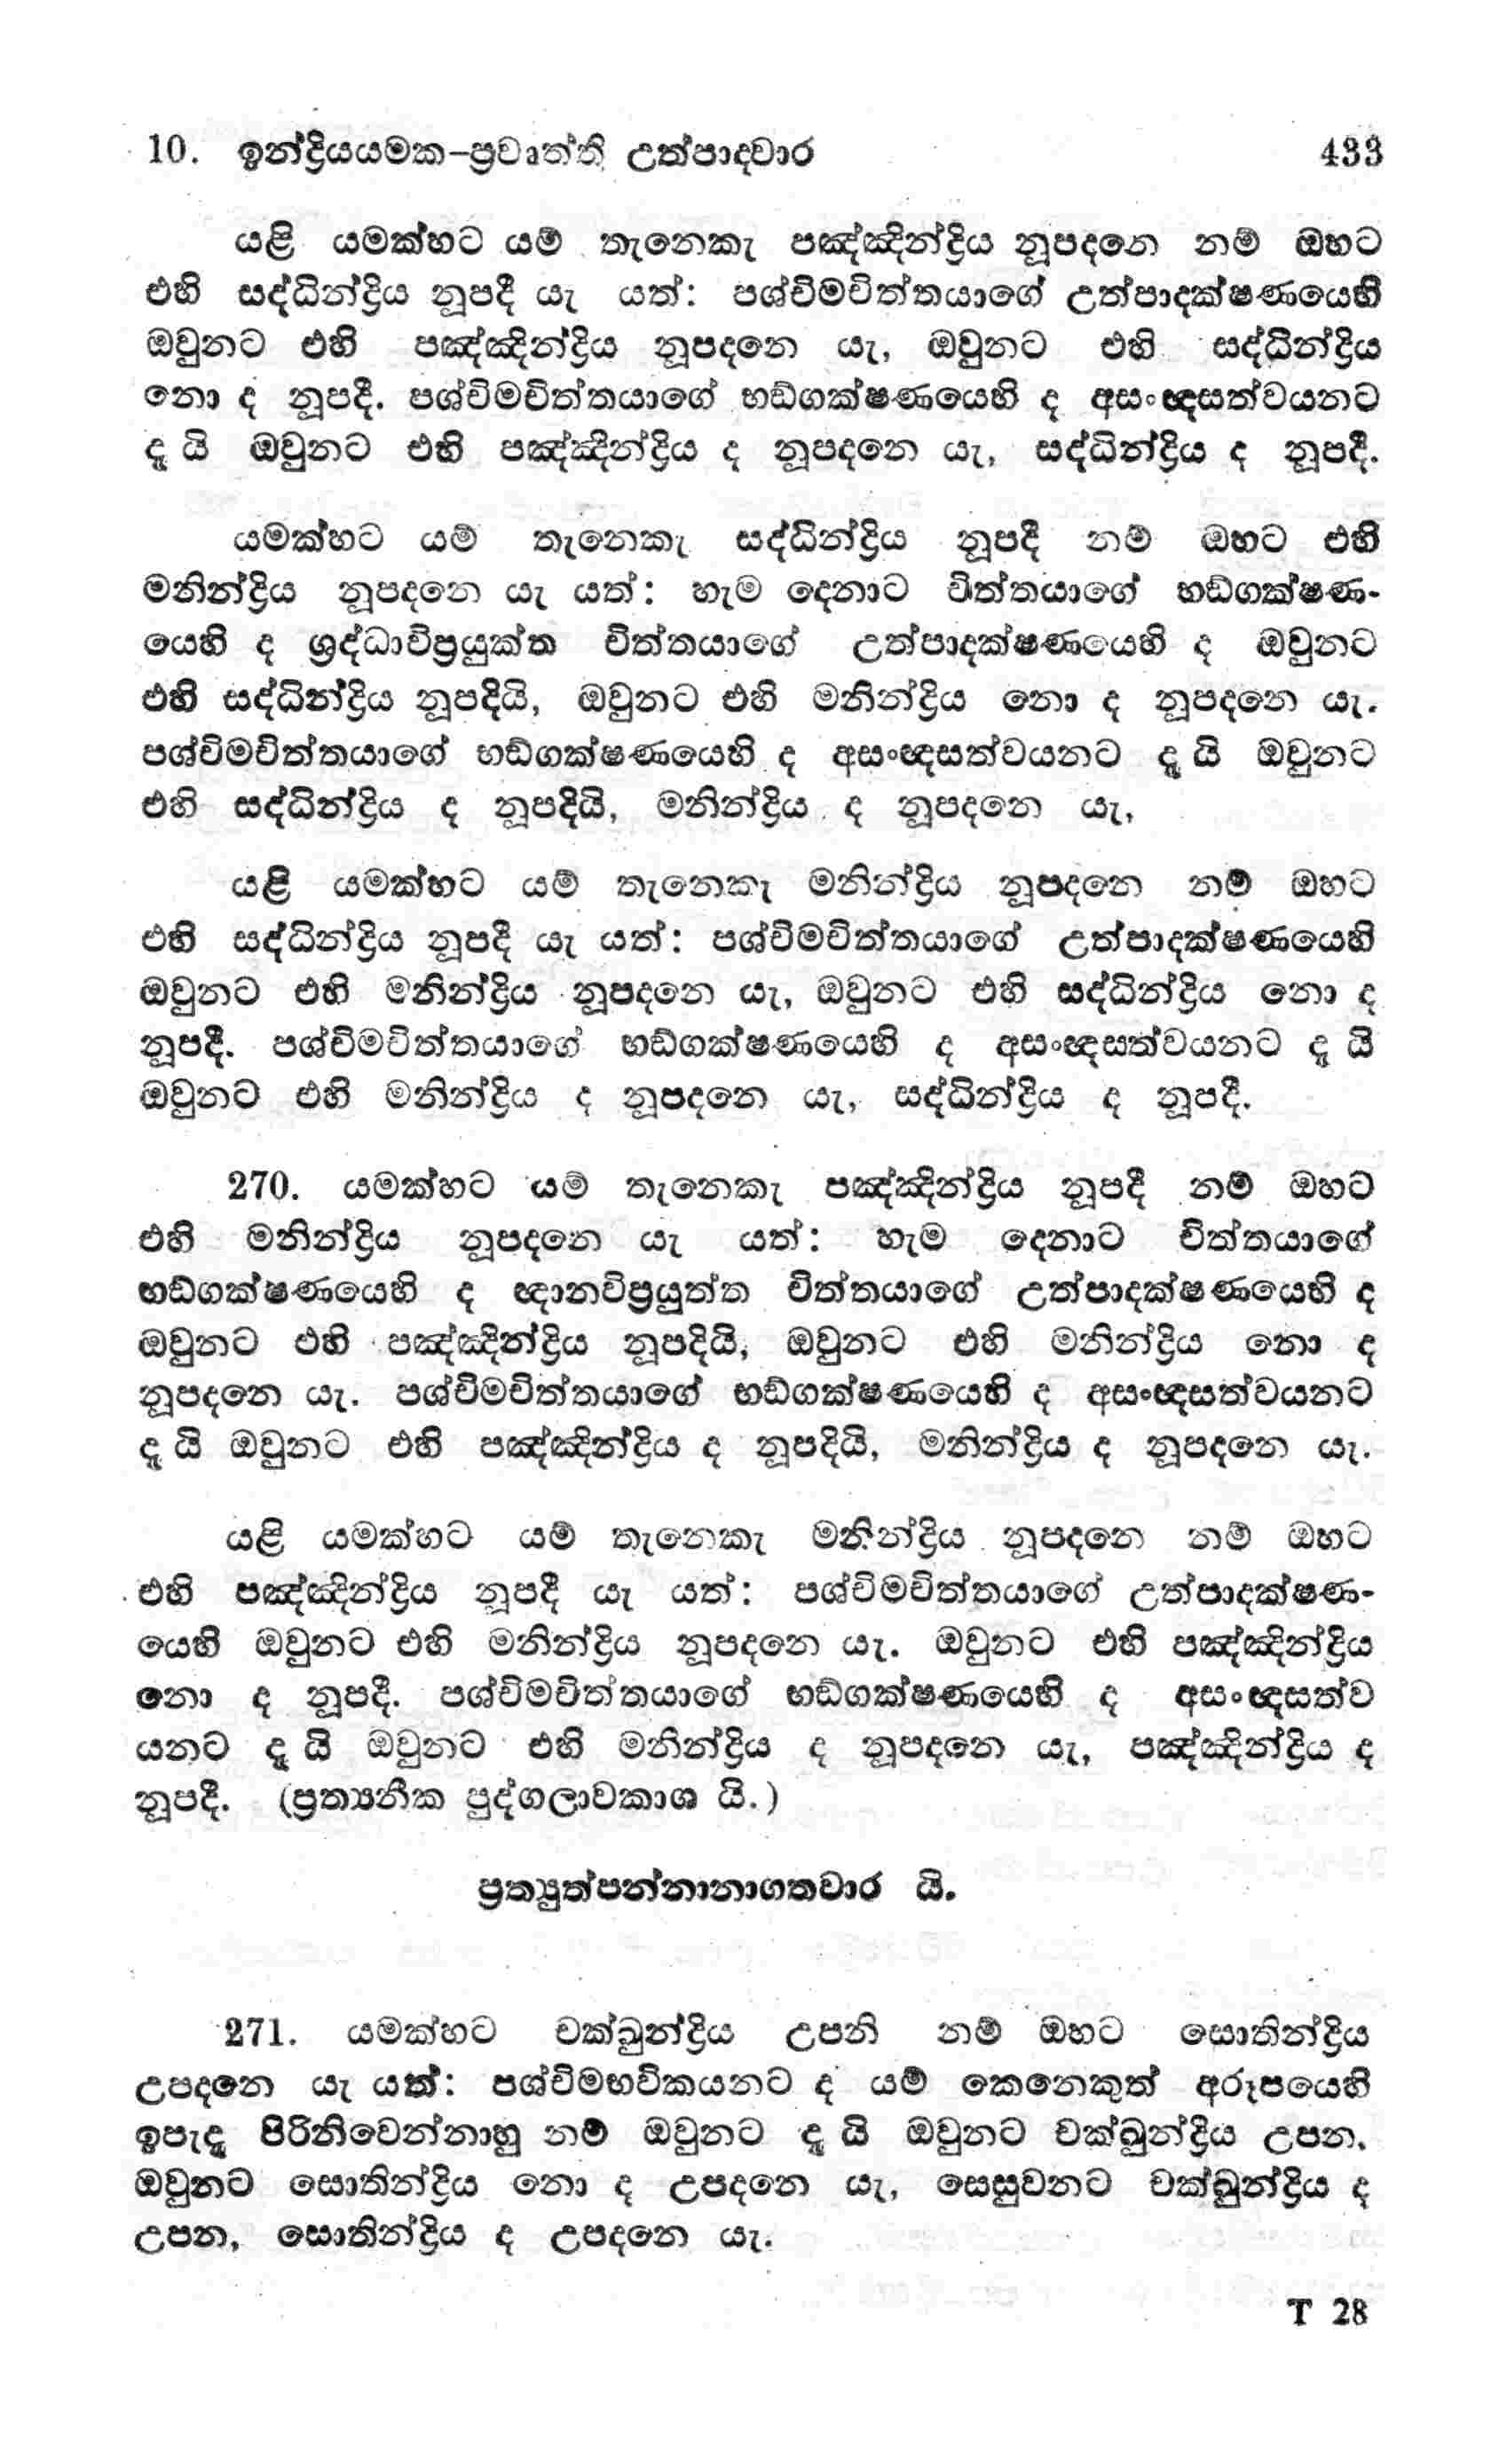 10. ඉන්ද්‍රියයමක-ප්‍රවෘත්ති උත්පාදවාර 433
යළි යමක්හට යම් තැනෙකැ පඤ්ඤින්ද්‍රිය නූපදනෙ නම් ඔහට
එහි සද්ධින්ද්‍රිය නූපදී යැ යත්: පශ්චිමචිත්තයාගේ උත්පාදක්ෂණයෙහි
ඔවුනට එහි පඤ්ඤින්ද්‍රිය නූපදනෙ යැ, ඔවුනට එහි සද්ධින්ද්‍රිය
නො ද නූපදී. පශ්චිමචිත්තයාගේ භඞ්ගක්ෂණයෙහි ද අසංඥසත්වයනට
දැ යි ඔවුනට එහි පඤ්ඤින්ද්‍රිය ද නූපදනෙ යැ, සද්ධින්ද්‍රිය ද නූපදී.
යමක්හට යම් තැනෙකැ සද්ධින්ද්‍රිය නූපදී නම් ඔහට එහි
මනින්ද්‍රිය නූපදනෙ යැ යත්: හැම දෙනාට චිත්තයාගේ භඞ්ගක්ෂණ-
යෙහි ද ශ්‍රද්ධාවිප්‍රයුක්ත චිත්තයාගේ උත්පාදක්ෂණයෙහි ද ඔවුනට
එහි සද්ධින්ද්‍රිය නූපදියි, ඔවුනට එහි මනින්ද්‍රිය නො ද නූපදනෙ යැ.
පශ්චිමචිත්තයාගේ භඞ්ගක්ෂණයෙහි ද අසංඥසත්වයනට දැ යි ඔවුනට
එහි සද්ධින්ද්‍රිය ද නූපදියි, මනින්ද්‍රිය ද නූපදනෙ යැ,
යළි යමක්හට යම් තැනෙකැ මනින්ද්‍රිය නූපදනෙ නම් ඔහට
එහි සද්ධින්ද්‍රිය නූපදී යැ යත්: පශ්චිමචිත්තයාගේ උත්පාදක්ෂණයෙහි
ඔවුනට එහි මනින්ද්‍රිය නූපදනෙ යැ, ඔවුනට එහි සද්ධින්ද්‍රිය නො ද
නූපදී. පශ්චිමචිත්තයාගේ භඞ්ගක්ෂණයෙහි ද අසංඥසත්වයනට දැ යි
ඔවුනට එහි මනින්ද්‍රිය ද නූපදනෙ යැ, සද්ධින්ද්‍රිය ද නූපදී.
270. යමක්හට යම් තැනෙකැ පඤ්ඤින්ද්‍රිය නූපදී නම් ඔහට
එහි මනින්ද්‍රිය නූපදනෙ යැ යත්: හැම දෙනාට චිත්තයාගේ
භඞ්ගක්ෂණයෙහි ද ඥානවිප්‍රයුත්ත චිත්තයාගේ උත්පාදක්ෂණයෙහි ද
ඔවුනට එහි පඤ්ඤින්ද්‍රිය නූපදියි, ඔවුනට එහි මනින්ද්‍රිය නො ද
නූපදනෙ යැ. පශ්චිමචිත්තයාගේ භඞ්ගක්ෂණයෙහි ද අසංඥසත්වයනට
දැ යි ඔවුනට එහි පඤ්ඤින්ද්‍රිය ද නූපදියි, මනින්ද්‍රිය ද නූපදනෙ යැ.
යළි යමක්හට යම් තැනෙකැ මනින්ද්‍රිය නූපදනෙ නම් ඔහට
එහි පඤ්ඤින්ද්‍රිය නූපදී යැ යත්: පශ්චිමචිත්තයාගේ උත්පාදක්ෂණ-
යෙහි ඔවුනට එහි මනින්ද්‍රිය නූපදනෙ යැ. ඔවුනට එහි පඤ්ඤින්ද්‍රිය
නො ද නූපදී. පශ්චිමචිත්තයාගේ භඞ්ගක්ෂණයෙහි ද අසංඥසත්ව
යනට දැ යි ඔවුනට එහි මනින්ද්‍රිය ද නූපදනෙ යැ, පඤ්ඤින්ද්‍රිය ද
නූපදී. (ප්‍රත්‍යනීක පුද්ගලාවකාශ යි.)
ප්‍රත්‍යුත්පන්නානාගතවාර යි.
271. යමක්හට චක්ඛුන්ද්‍රිය උපනි නම් ඔහට සොතින්ද්‍රිය
උපදනෙ යැ යත්: පශ්චිමභවිකයනට ද යම් කෙනෙකුත් අරූපයෙහි
ඉපැදැ පිරිනිවෙන්නාහු නම් ඔවුනට දැ යි ඔවුනට චක්ඛුන්ද්‍රිය උපන,
ඔවුනට සොතින්ද්‍රිය නො ද උපදනෙ යැ, සෙසුවනට චක්ඛුන්ද්‍රිය ද
උපන, සොතින්ද්‍රිය ද උපදනෙ යැ.
T 28